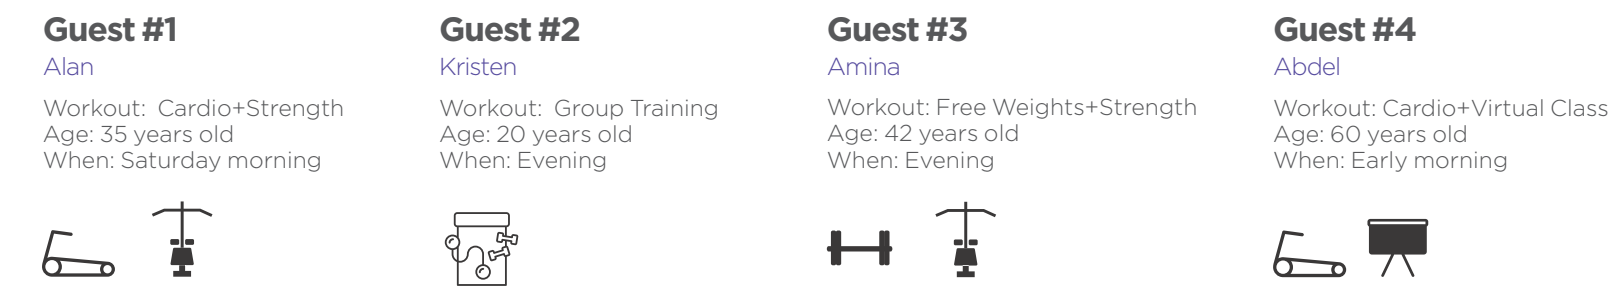 Guest #1
Alan
Workout: Cardio+Strength
Age: 35 years old
When: Saturday morning
Guest #2
Kristen
Workout: Group Training
Age: 20 years old
When: Evening
Guest #3
Amina
Workout: Free Weights+Strength
Age: 42 years old
When: Evening
Guest #4
Abdel
Workout: Cardio+Virtual Class
Age: 60 years old
When: Early morning